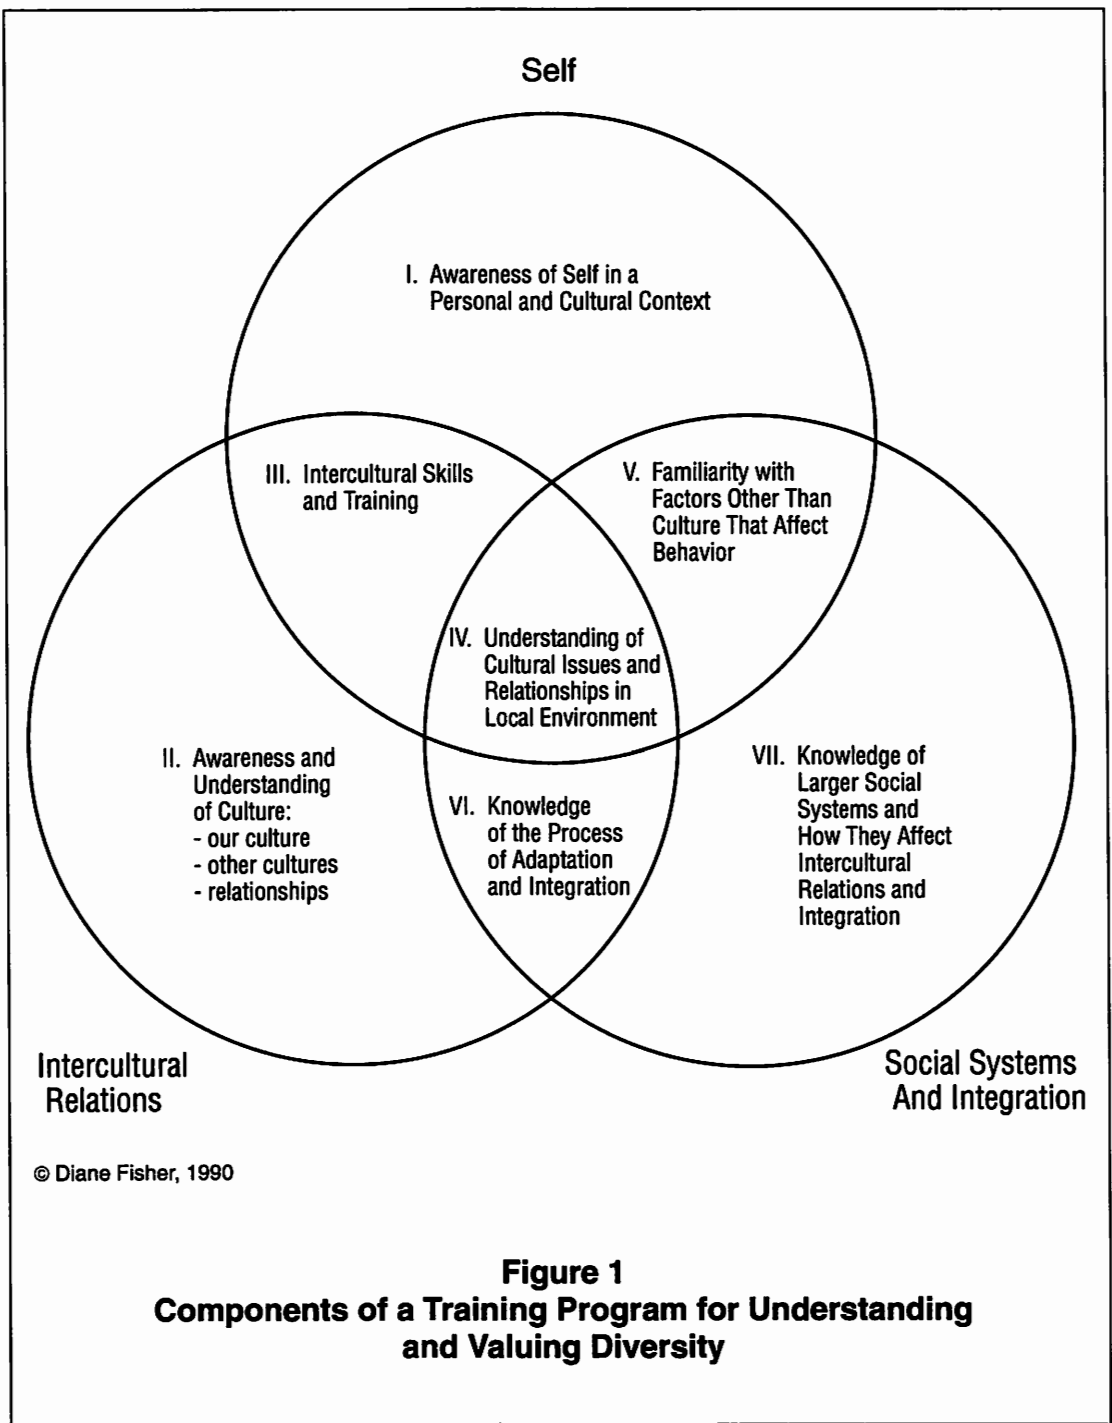 Self
I. Awareness of Self in a
Personal and Cultural Context
III. Intercultural Skills
and Training
V. Familiarity with
Factors Other Than
Culture That Affect
Behavior
IV. Understanding of
Cultural Issues and
Relationships in
Local Environment
II. Awareness and
Understanding
of Culture:
- our culture
- other cultures
- relationships
VI. Knowledge
of the Process
of Adaptation
and Integration
VII. Knowledge of
Larger Social
Systems and
How They Affect
Intercultural
Relations and
Integration
Intercultural
Relations
Social Systems
And Integration
© Diane Fisher, 1990
Figure 1
Components of a Training Program for Understanding
and Valuing Diversity